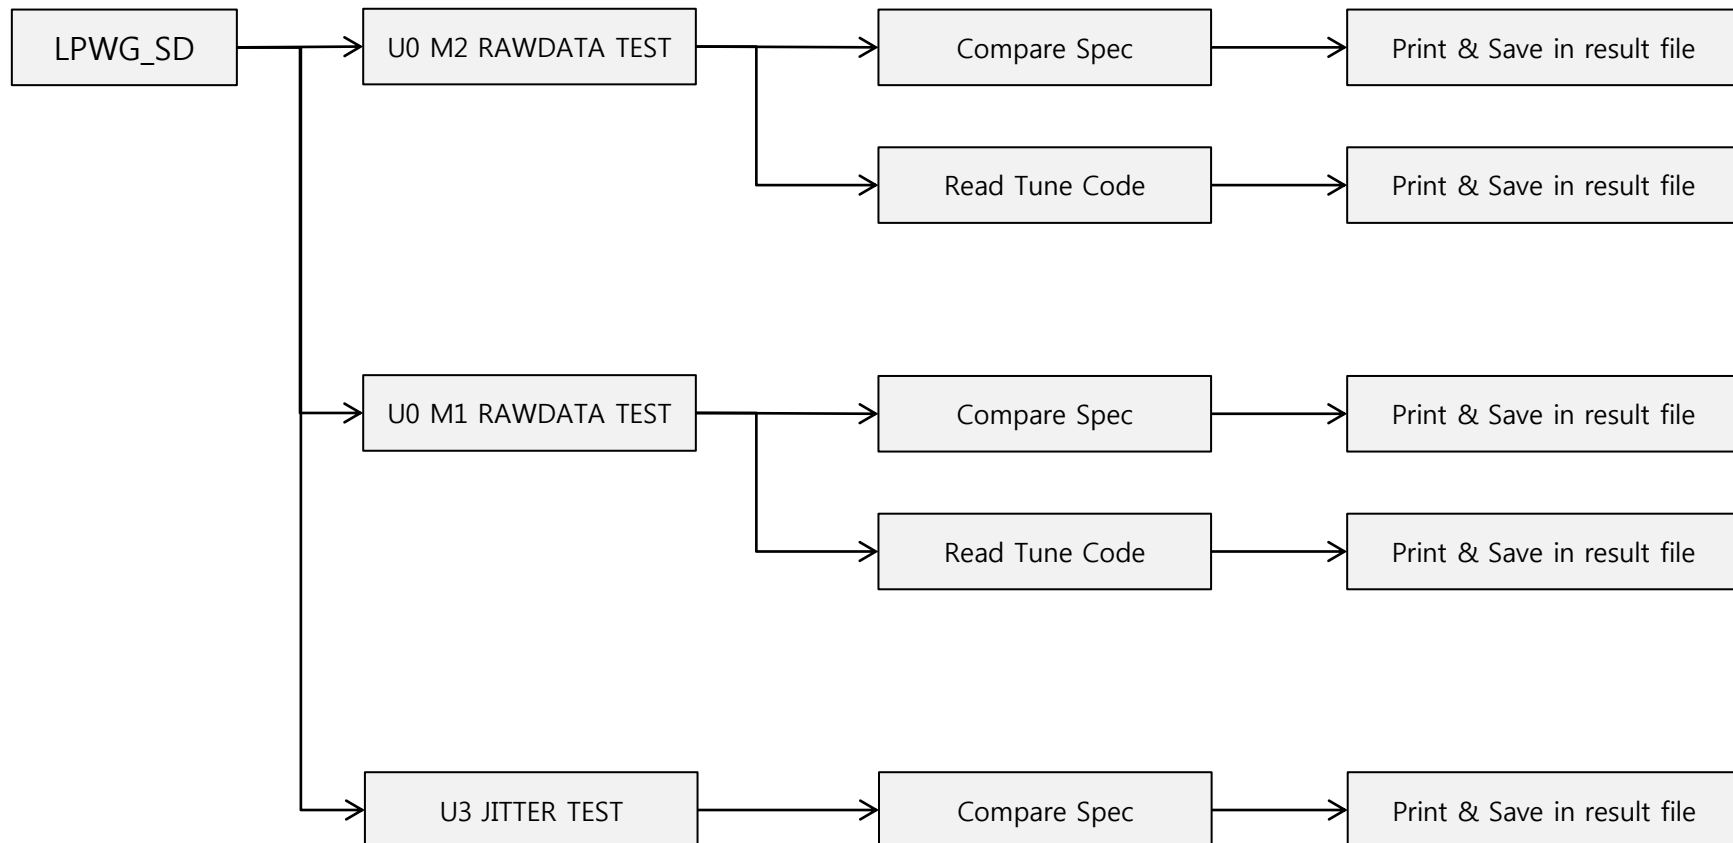 LPWG_SD
U0 M2 RAWDATA TEST
Compare Spec
Print & Save in result file
Read Tune Code
Print & Save in result file
U0 M1 RAWDATA TEST
Compare Spec
Print & Save in result file
Read Tune Code
Print & Save in result file
U3 JITTER TEST
Compare Spec
Print & Save in result file